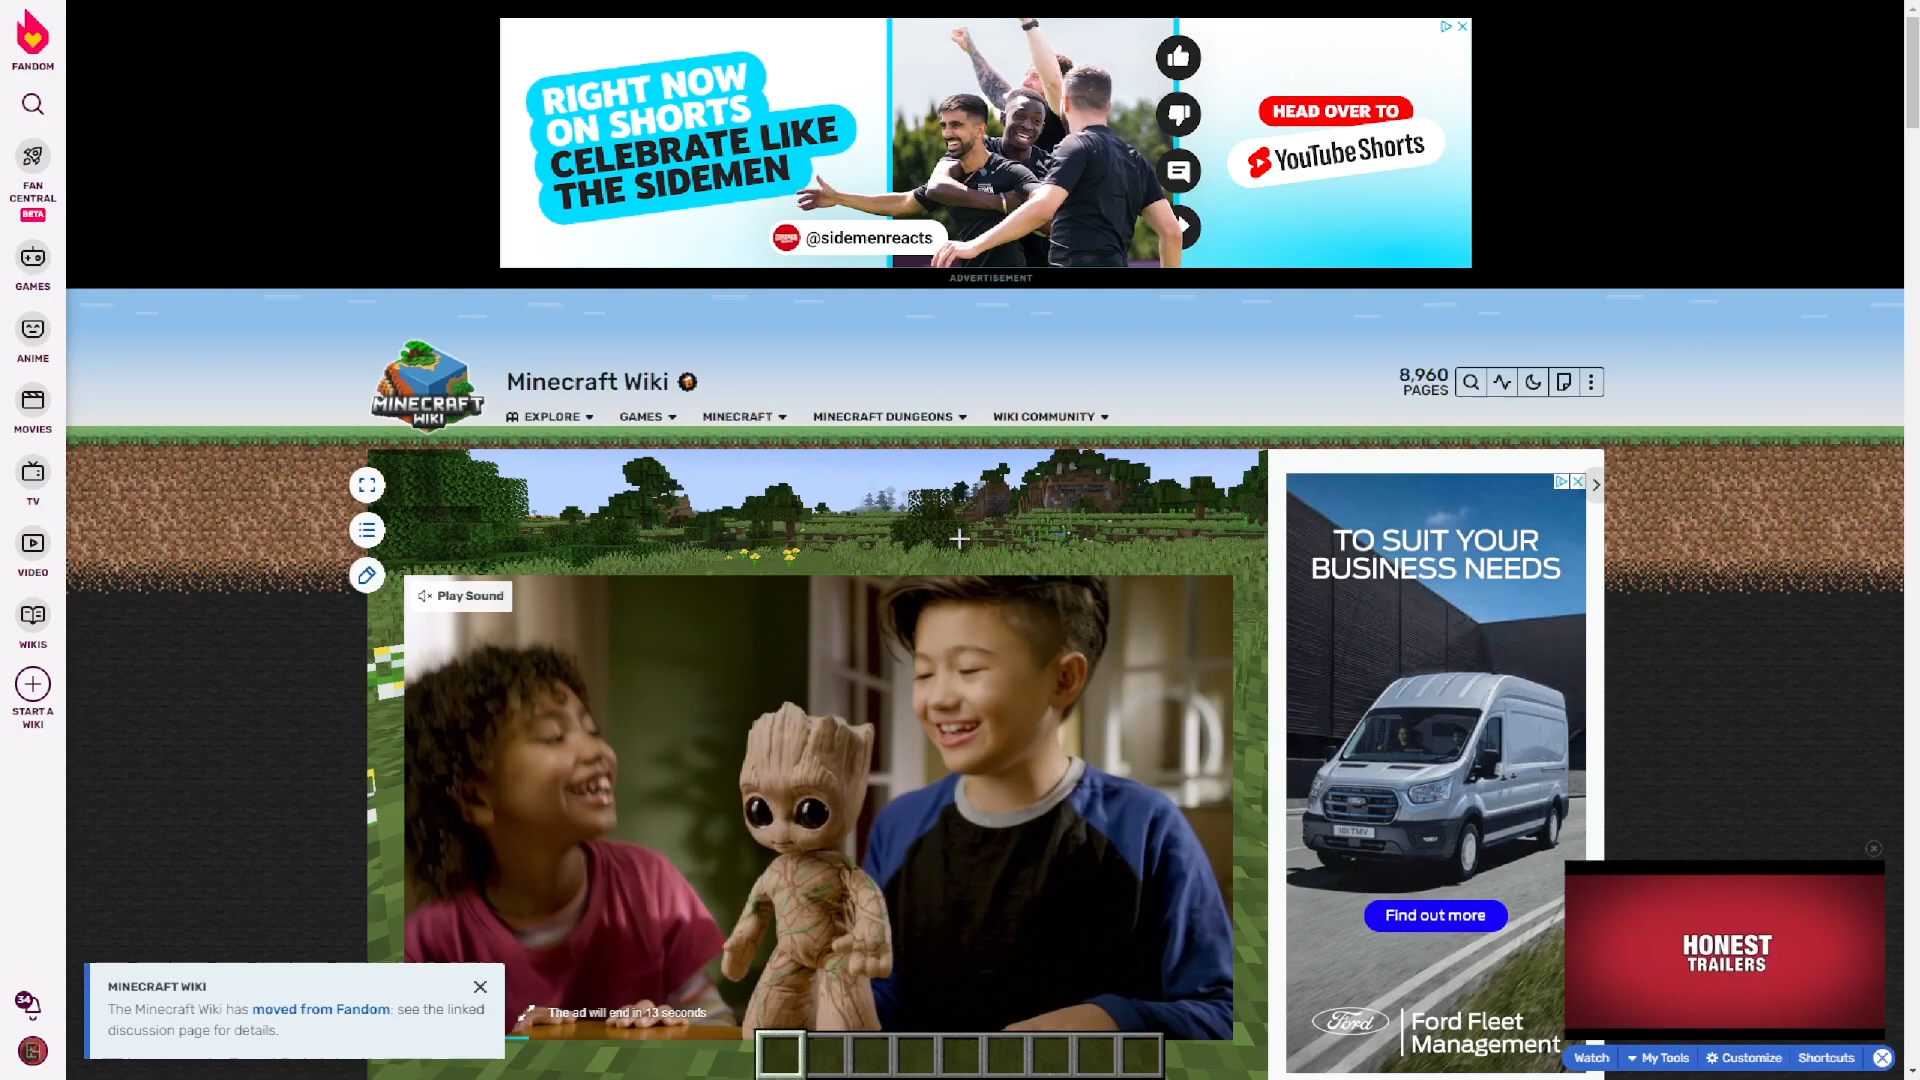 FANDOM
FAN
CENTRAL
BETA
GAMES
ANIME
MOVIES
TV
VIDEO
WIKIS
START A
WIKI
34
RIGHT NOW
ON SHORTS
CELEBRATE LIKE
THE SIDEMEN
@sidemenreacts
HEAD OVER TO
YouTube Shorts
ADVERTISEMENT
MINECRAFT
WIKI
Minecraft Wiki
8,960
PAGES
EXPLORE
GAMES
MINECRAFT
MINECRAFT DUNGEONS
WIKI COMMUNITY
Play Sound
The ad will end in 13 seconds
TO SUIT YOUR
BUSINESS NEEDS
Find out more
Ford
Ford Fleet
Management
HONEST
TRAILERS
MINECRAFT WIKI
The Minecraft Wiki has moved from Fandom; see the linked
discussion page for details.
Watch
My Tools
Customize
Shortcuts